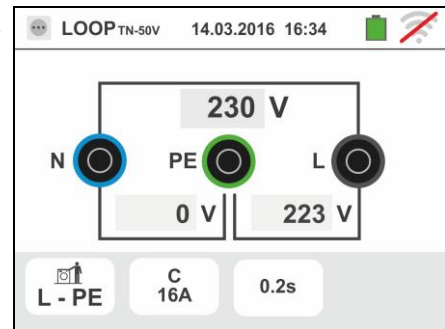 LOOP TN-50V 14.03.2016 16:34
230 V
N PE L
0 V 223 V
L - PE
C
16A
0.2s